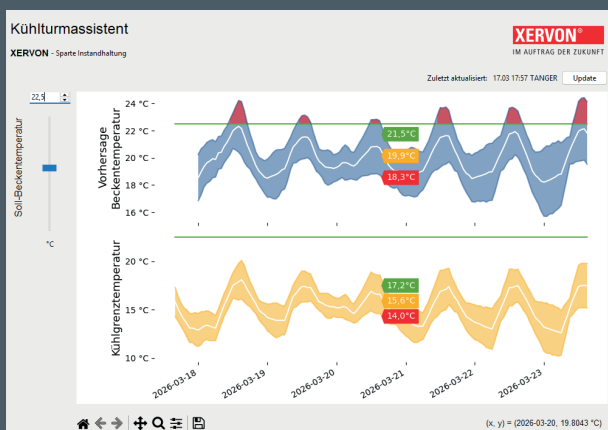 Kühlturmassistent
XERVON - Sparte Instandhaltung
XERVON®
IM AUFTRAG DER ZUKUNFT
Zuletzt aktualisiert: 17.03 17:57 TANGER
Update
22,5
Soll-Beckentemperatur
°C
Vorhersage
Beckentemperatur
24 °C
22 °C
20 °C
18 °C
16 °C
21,5°C
19,9°C
18,3°C
Kühlgrenztemperatur
20 °C
15 °C
10 °C
17,2°C
15,6°C
14,0°C
2026-03-18
2026-03-19
2026-03-20
2026-03-21
2026-03-22
2026-03-23
(x, y) = (2026-03-20, 19.8043 °C)